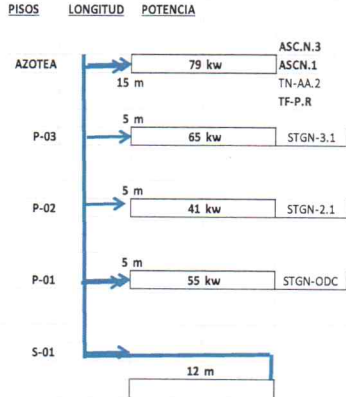 PISOS LONGITUD POTENCIA
ASC.N.3
AZOTEA 79 kw ASCN.1
15 m TN-AA.2
TF-P.R
5 m
P-03 65 kw STGN-3.1
5 m
P-02 41 kw STGN-2.1
5 m
P-01 55 kw STGN-ODC
S-01
12 m